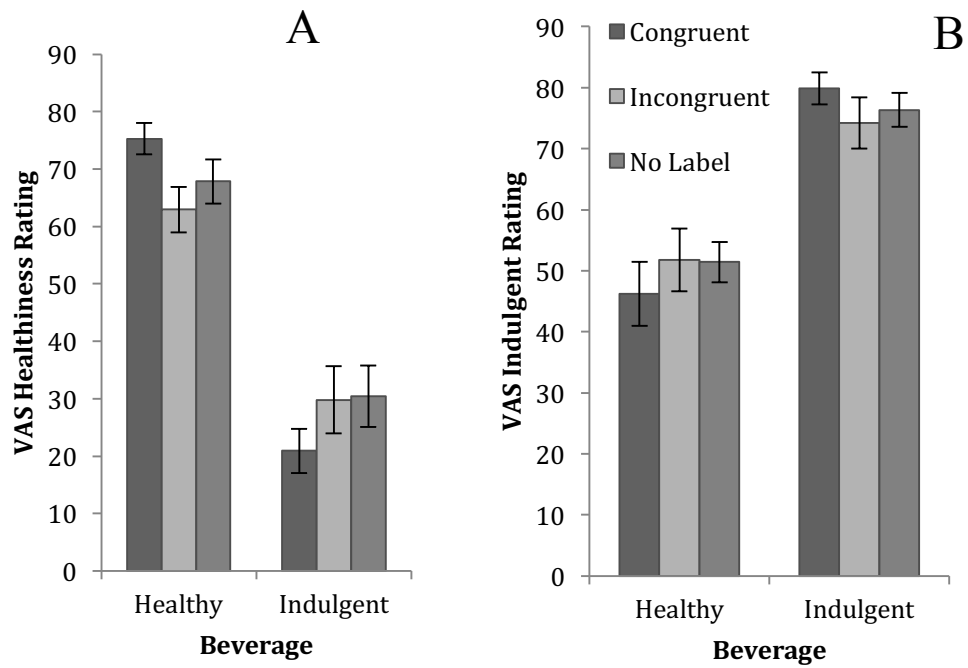 A
VAS Healthiness Rating
90
80
70
60
50
40
30
20
10
0
Healthy
Indulgent
Beverage
B
Congruent
Incongruent
No Label
VAS Indulgent Rating
90
80
70
60
50
40
30
20
10
0
Healthy
Indulgent
Beverage